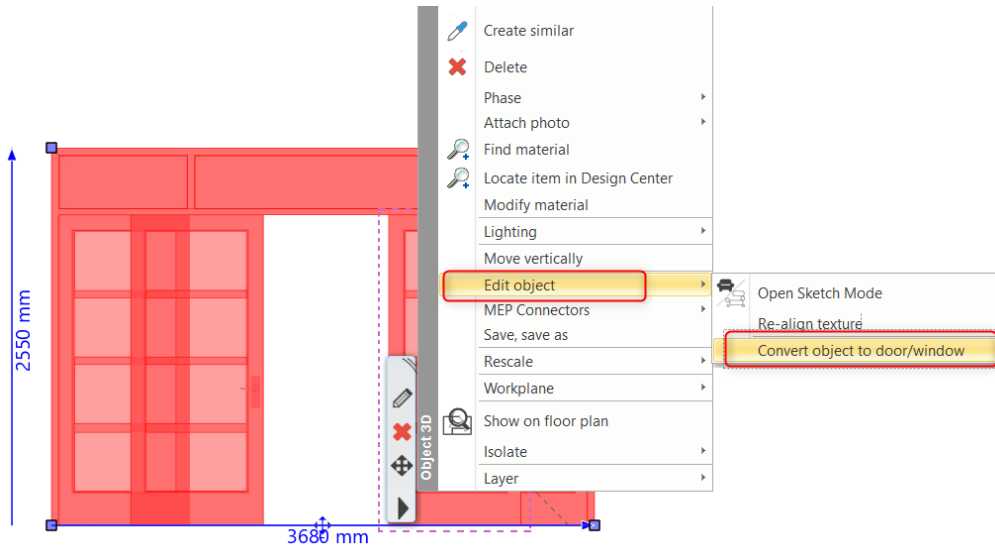 Create similar
Delete
Phase
Attach photo
Find material
Locate item in Design Center
Modify material
Lighting
Move vertically
Edit object
MEP Connectors
Save, save as
Rescale
Workplane
Show on floor plan
Isolate
Layer
Object 3D
Open Sketch Mode
Re-align texture
Convert object to door/window
2550 mm
3680 mm